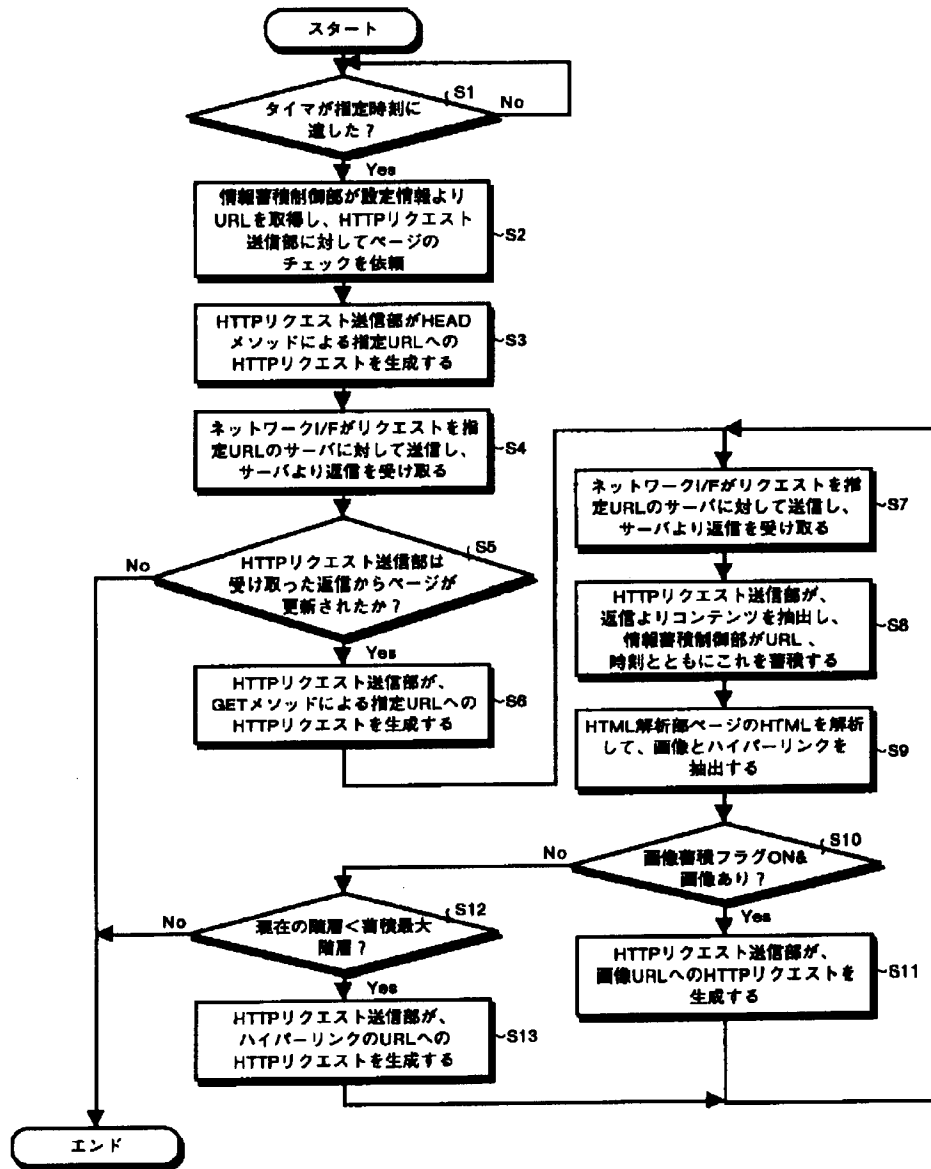 スタート
S1
タイマが指定時刻に
達した？
No
Yes
情報蓄積制御部が設定情報より
URLを取得し、HTTPリクエスト
送信部に対してページの
チェックを依頼
S2
HTTPリクエスト送信部がHEAD
メソッドによる指定URLへの
HTTPリクエストを生成する
S3
ネットワークI/Fがリクエストを指
定URLのサーバに対して送信し、
サーバより返信を受け取る
S4
S5
HTTPリクエスト送信部は
受け取った返信からページが
更新されたか？
No
Yes
HTTPリクエスト送信部が、
GETメソッドによる指定URLへの
HTTPリクエストを生成する
S6
ネットワークI/Fがリクエストを指
定URLのサーバに対して送信し、
サーバより返信を受け取る
S7
HTTPリクエスト送信部が、
返信よりコンテンツを抽出し、
情報蓄積制御部がURL、
時刻とともにこれを蓄積する
S8
HTML解析部ページのHTMLを解析
して、画像とハイパーリンクを
抽出する
S9
S10
画像蓄積フラグON&
画像あり？
No
Yes
HTTPリクエスト送信部が、
画像URLへのHTTPリクエストを
生成する
S11
S12
現在の階層＜蓄積最大
階層？
No
Yes
HTTPリクエスト送信部が、
ハイパーリンクのURLへの
HTTPリクエストを生成する
S13
エンド